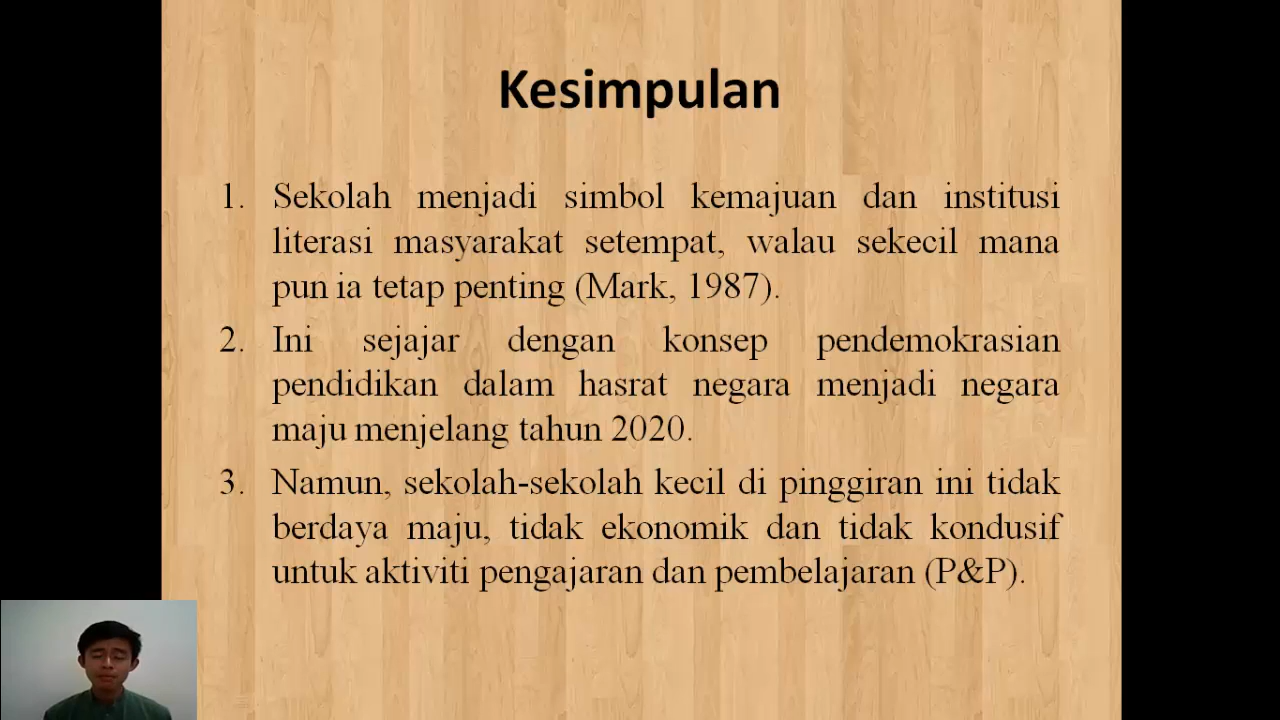 Kesimpulan
1. Sekolah menjadi simbol kemajuan dan institusi
literasi masyarakat setempat, walau sekecil mana
pun ia tetap penting (Mark, 1987).
2. Ini sejajar dengan konsep pendemokrasian
pendidikan dalam hasrat negara menjadi negara
maju menjelang tahun 2020.
3. Namun, sekolah-sekolah kecil di pinggiran ini tidak
berdaya maju, tidak ekonomik dan tidak kondusif
untuk aktiviti pengajaran dan pembelajaran (P&P).